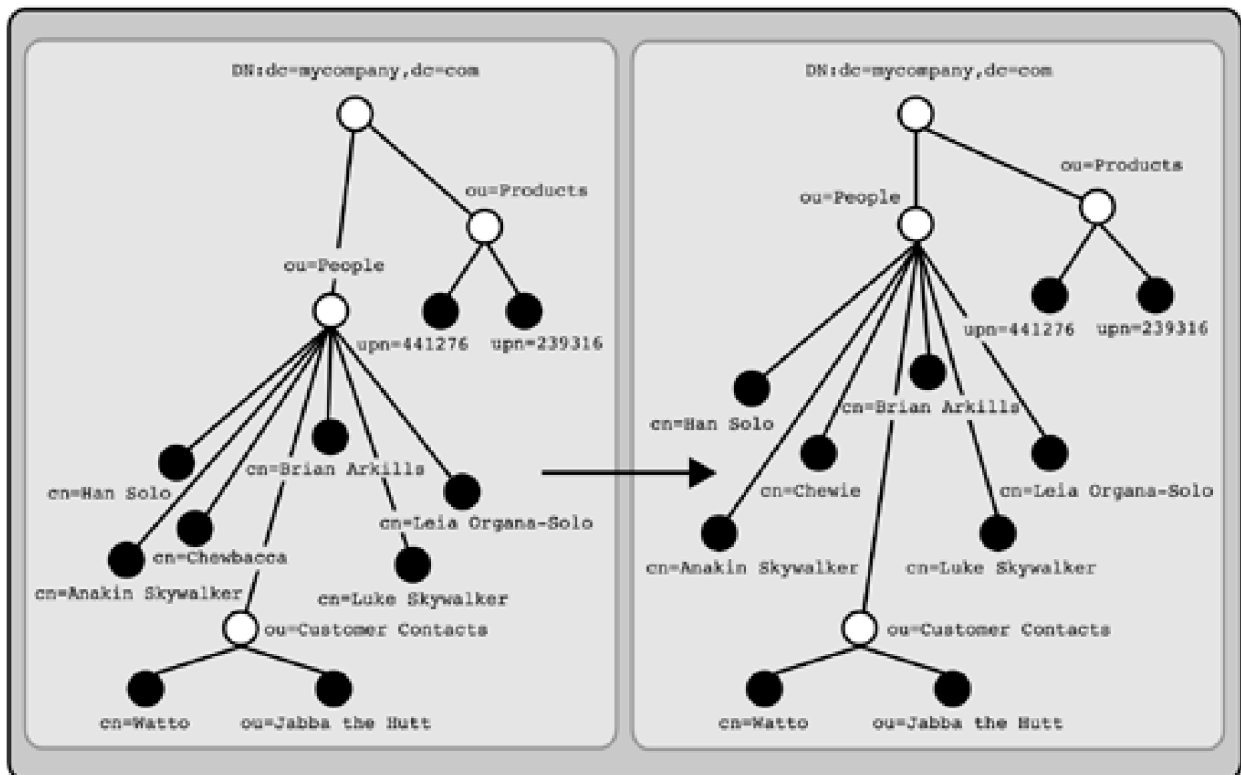 DN:dc=mycompany,dc=com
ou=Products
ou=People
upn=441276
upn=239316
cn=Brian Arkills
cn=Han Solo
cn=Leia Organa-Solo
cn=Chewbacca
cn=Anakin Skywalker
cn=Luke Skywalker
ou=Customer Contacts
cn=Watto
ou=Jabba the Hutt
DN:dc=mycompany,dc=com
ou=Products
ou=People
upn=441276
upn=239316
cn=Brian Arkills
cn=Han Solo
cn=Chewie
cn=Leia Organa-Solo
cn=Anakin Skywalker
cn=Luke Skywalker
ou=Customer Contacts
cn=Watto
ou=Jabba the Hutt